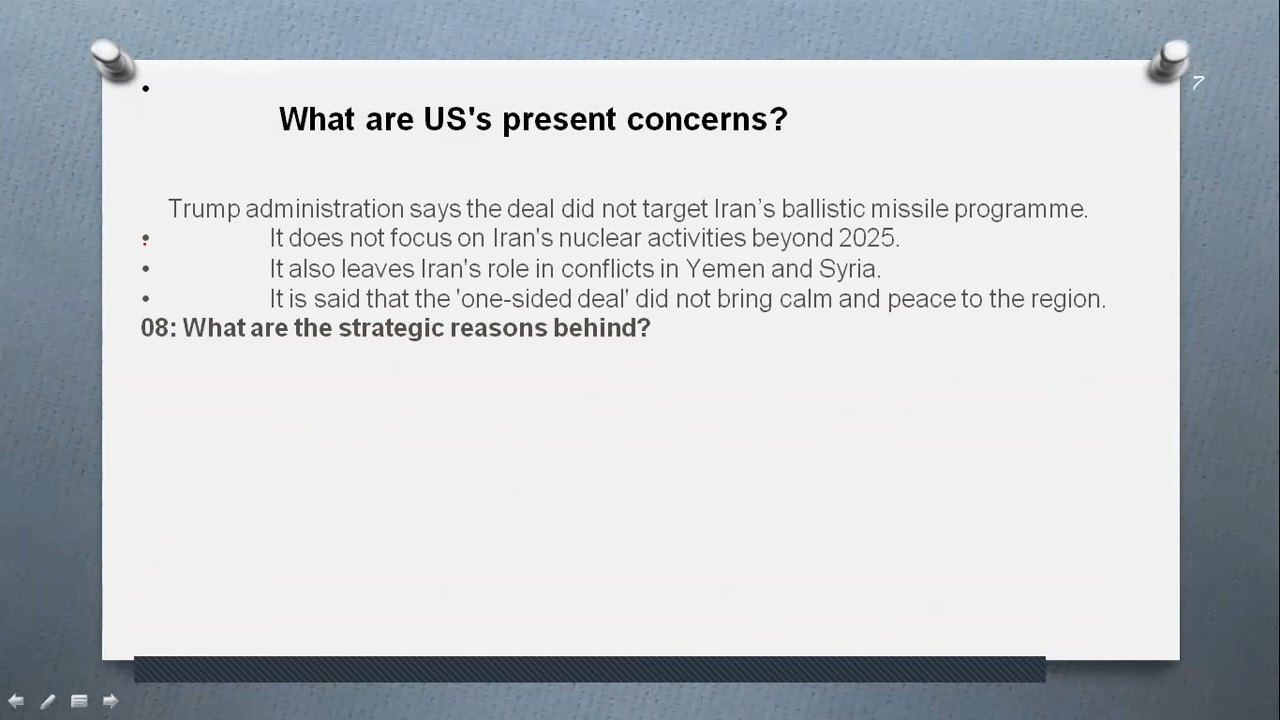 7
• 
What are US's present concerns?
Trump administration says the deal did not target Iran’s ballistic missile programme.
• It does not focus on Iran's nuclear activities beyond 2025.
• It also leaves Iran's role in conflicts in Yemen and Syria.
• It is said that the 'one-sided deal' did not bring calm and peace to the region.
08: What are the strategic reasons behind?